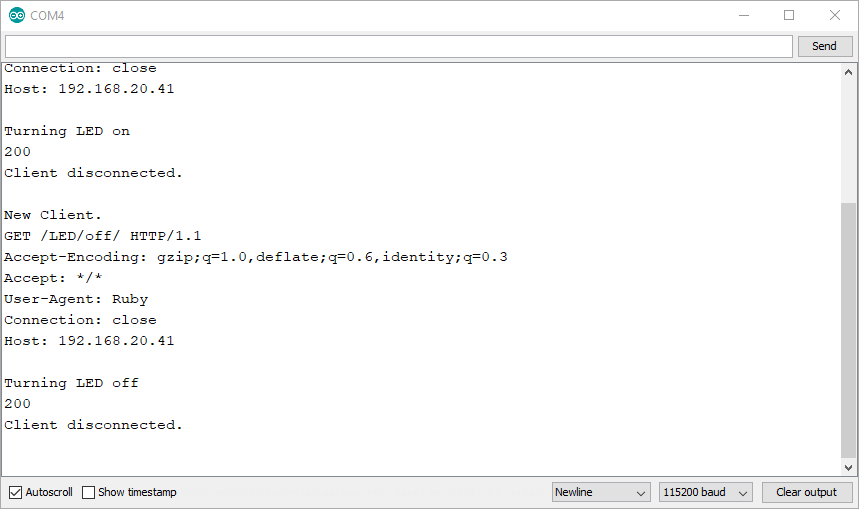 COM4
Send
Connection: close
Host: 192.168.20.41
Turning LED on
200
Client disconnected.
New Client.
GET /LED/off/ HTTP/1.1
Accept-Encoding: gzip;q=1.0,deflate;q=0.6,identity;q=0.3
Accept: */*
User-Agent: Ruby
Connection: close
Host: 192.168.20.41
Turning LED off
200
Client disconnected.
Autoscroll Show timestamp Newline 115200 baud Clear output